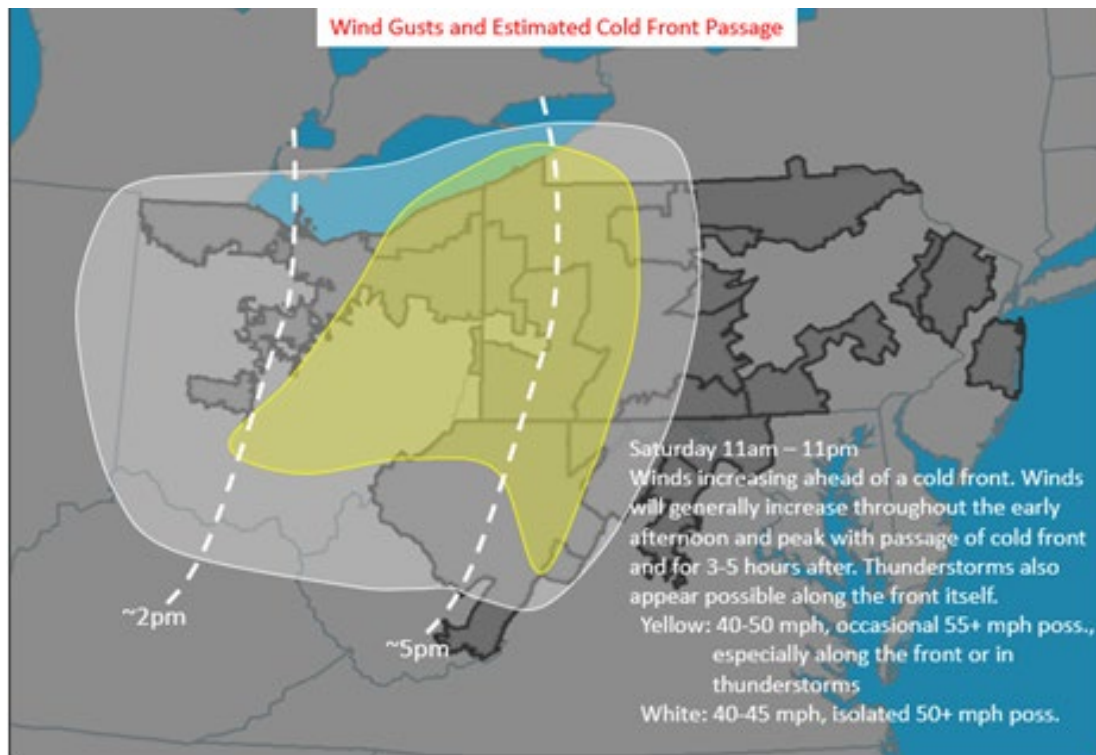 Wind Gusts and Estimated Cold Front Passage
Saturday 11am – 11pm
Winds increasing ahead of a cold front. Winds
will generally increase throughout the early
afternoon and peak with passage of cold front
and for 3-5 hours after. Thunderstorms also
appear possible along the front itself.
Yellow: 40-50 mph, occasional 55+ mph poss.,
especially along the front or in
thunderstorms
White: 40-45 mph, isolated 50+ mph poss.
~2pm
~5pm